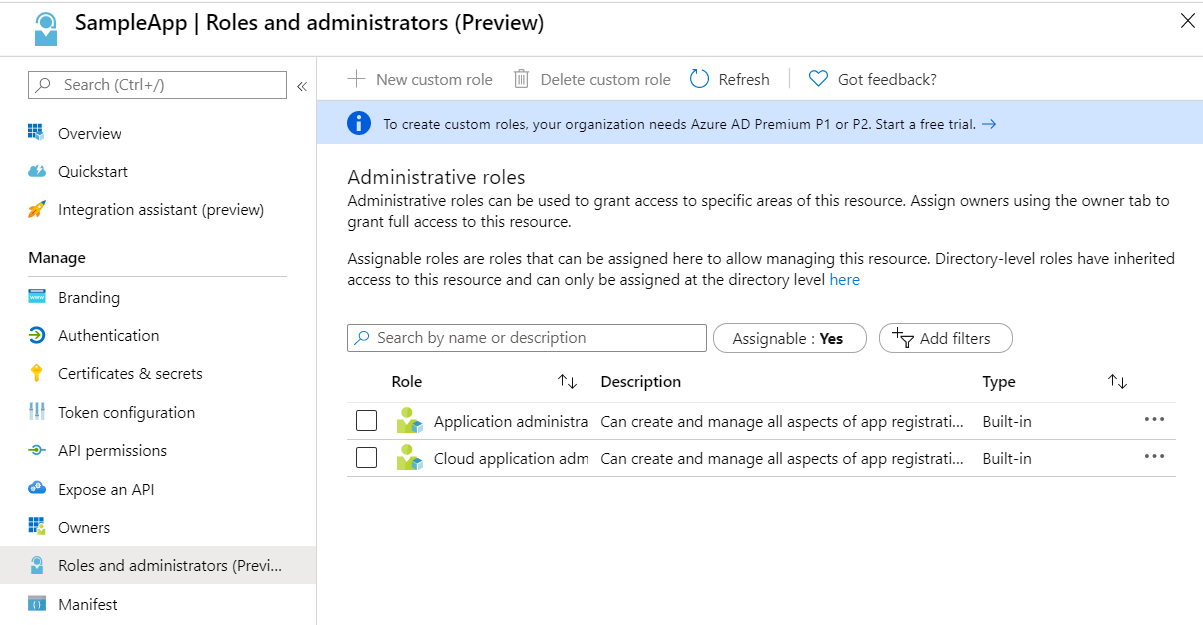 SampleApp | Roles and administrators (Preview)
Search (Ctrl+/)
Overview
Quickstart
Integration assistant (preview)
Manage
Branding
Authentication
Certificates & secrets
Token configuration
API permissions
Expose an API
Owners
Roles and administrators (Previ...
Manifest
New custom role
Delete custom role
Refresh
Got feedback?
To create custom roles, your organization needs Azure AD Premium P1 or P2. Start a free trial. →
Administrative roles
Administrative roles can be used to grant access to specific areas of this resource. Assign owners using the owner tab to
grant full access to this resource.
Assignable roles are roles that can be assigned here to allow managing this resource. Directory-level roles have inherited
access to this resource and can only be assigned at the directory level here
Search by name or description
Assignable : Yes
Add filters
Role Description Type
Application administra Can create and manage all aspects of app registrati... Built-in
Cloud application adm Can create and manage all aspects of app registrati... Built-in